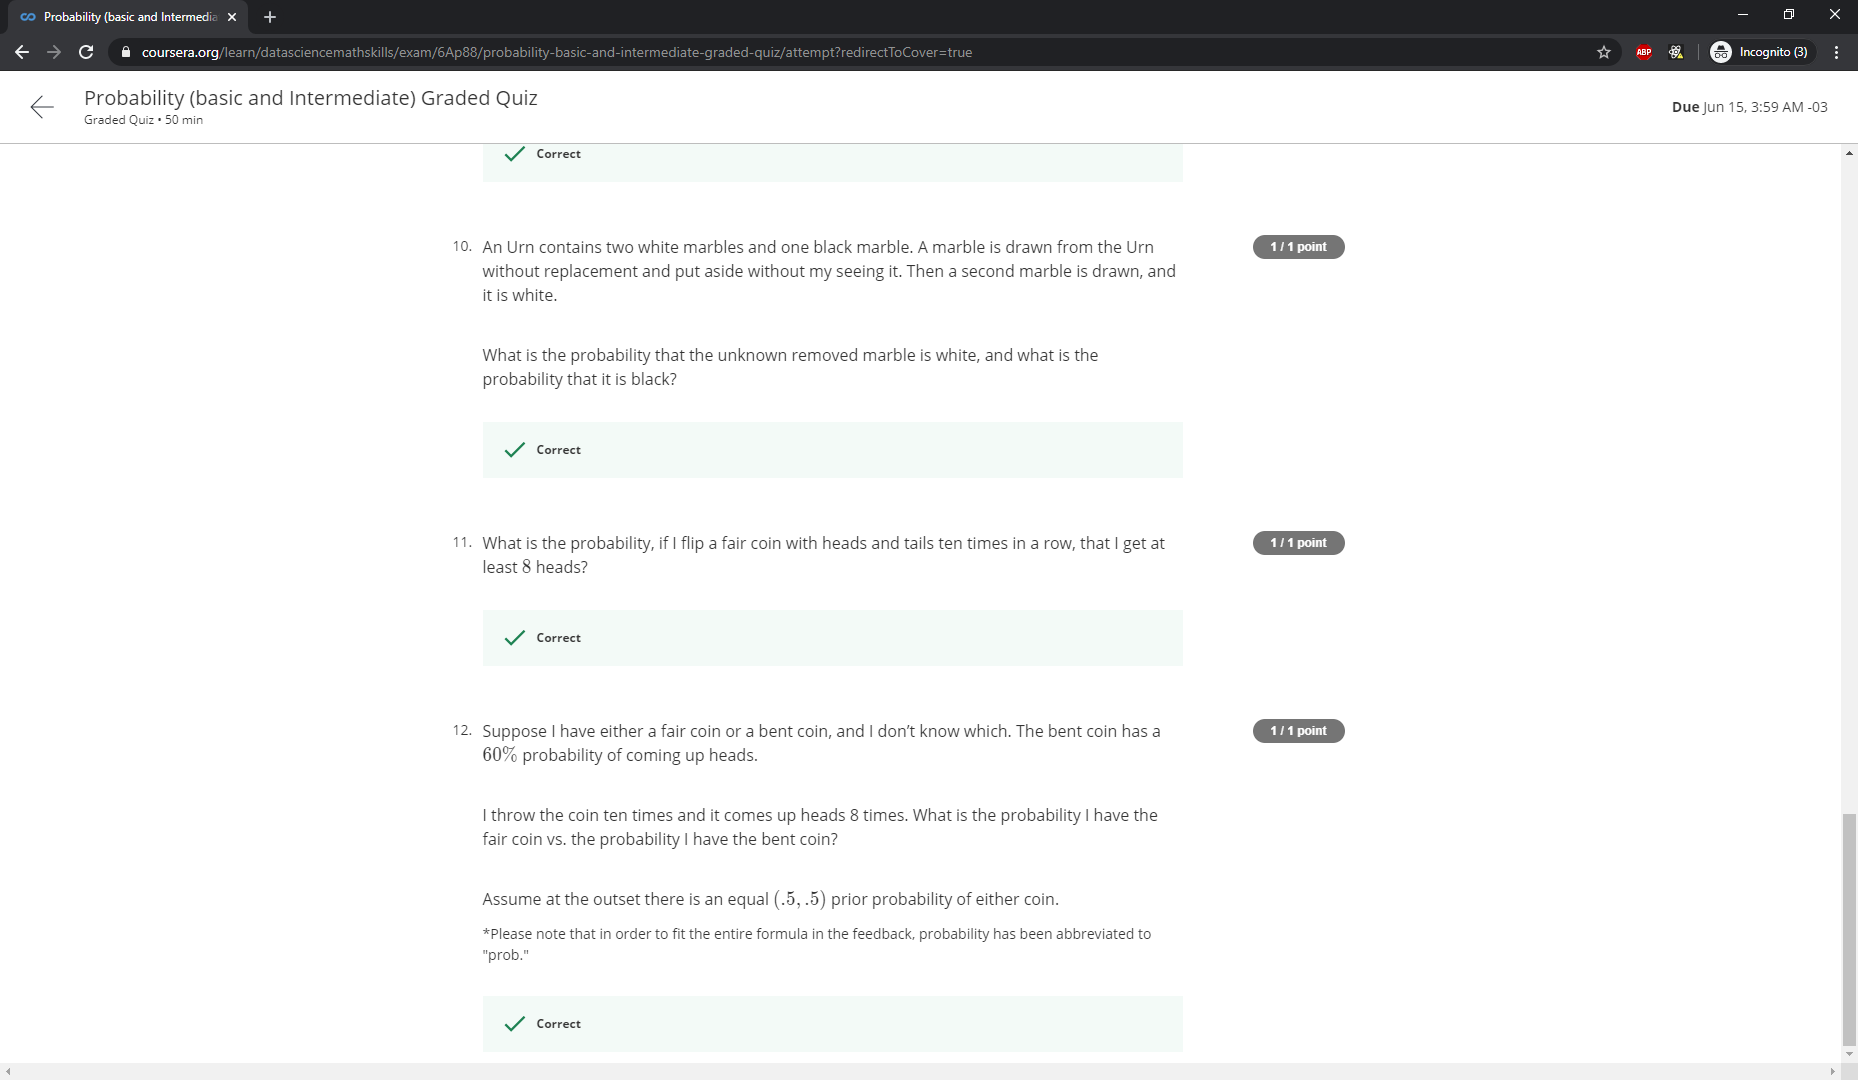 Probability (basic and Intermedia
coursera.org/learn/datasciencemathskills/exam/6Ap88/probability-basic-and-intermediate-graded-quiz/attempt?redirectToCover=true
ABP
Incognito (3)
Probability (basic and Intermediate) Graded Quiz
Graded Quiz • 50 min
Due Jun 15, 3:59 AM -03
Correct
10. An Urn contains two white marbles and one black marble. A marble is drawn from the Urn
without replacement and put aside without my seeing it. Then a second marble is drawn, and
it is white.
1 / 1 point
What is the probability that the unknown removed marble is white, and what is the
probability that it is black?
Correct
11. What is the probability, if I flip a fair coin with heads and tails ten times in a row, that I get at
least 8 heads?
1 / 1 point
Correct
12. Suppose I have either a fair coin or a bent coin, and I don’t know which. The bent coin has a
60% probability of coming up heads.
1 / 1 point
I throw the coin ten times and it comes up heads 8 times. What is the probability I have the
fair coin vs. the probability I have the bent coin?
Assume at the outset there is an equal (.5, .5) prior probability of either coin.
*Please note that in order to fit the entire formula in the feedback, probability has been abbreviated to
"prob."
Correct